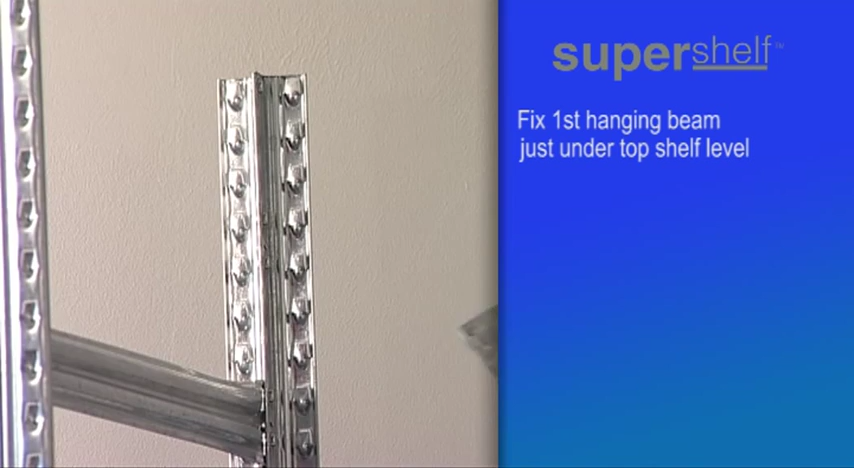 supershelf™
Fix 1st hanging beam
just under top shelf level